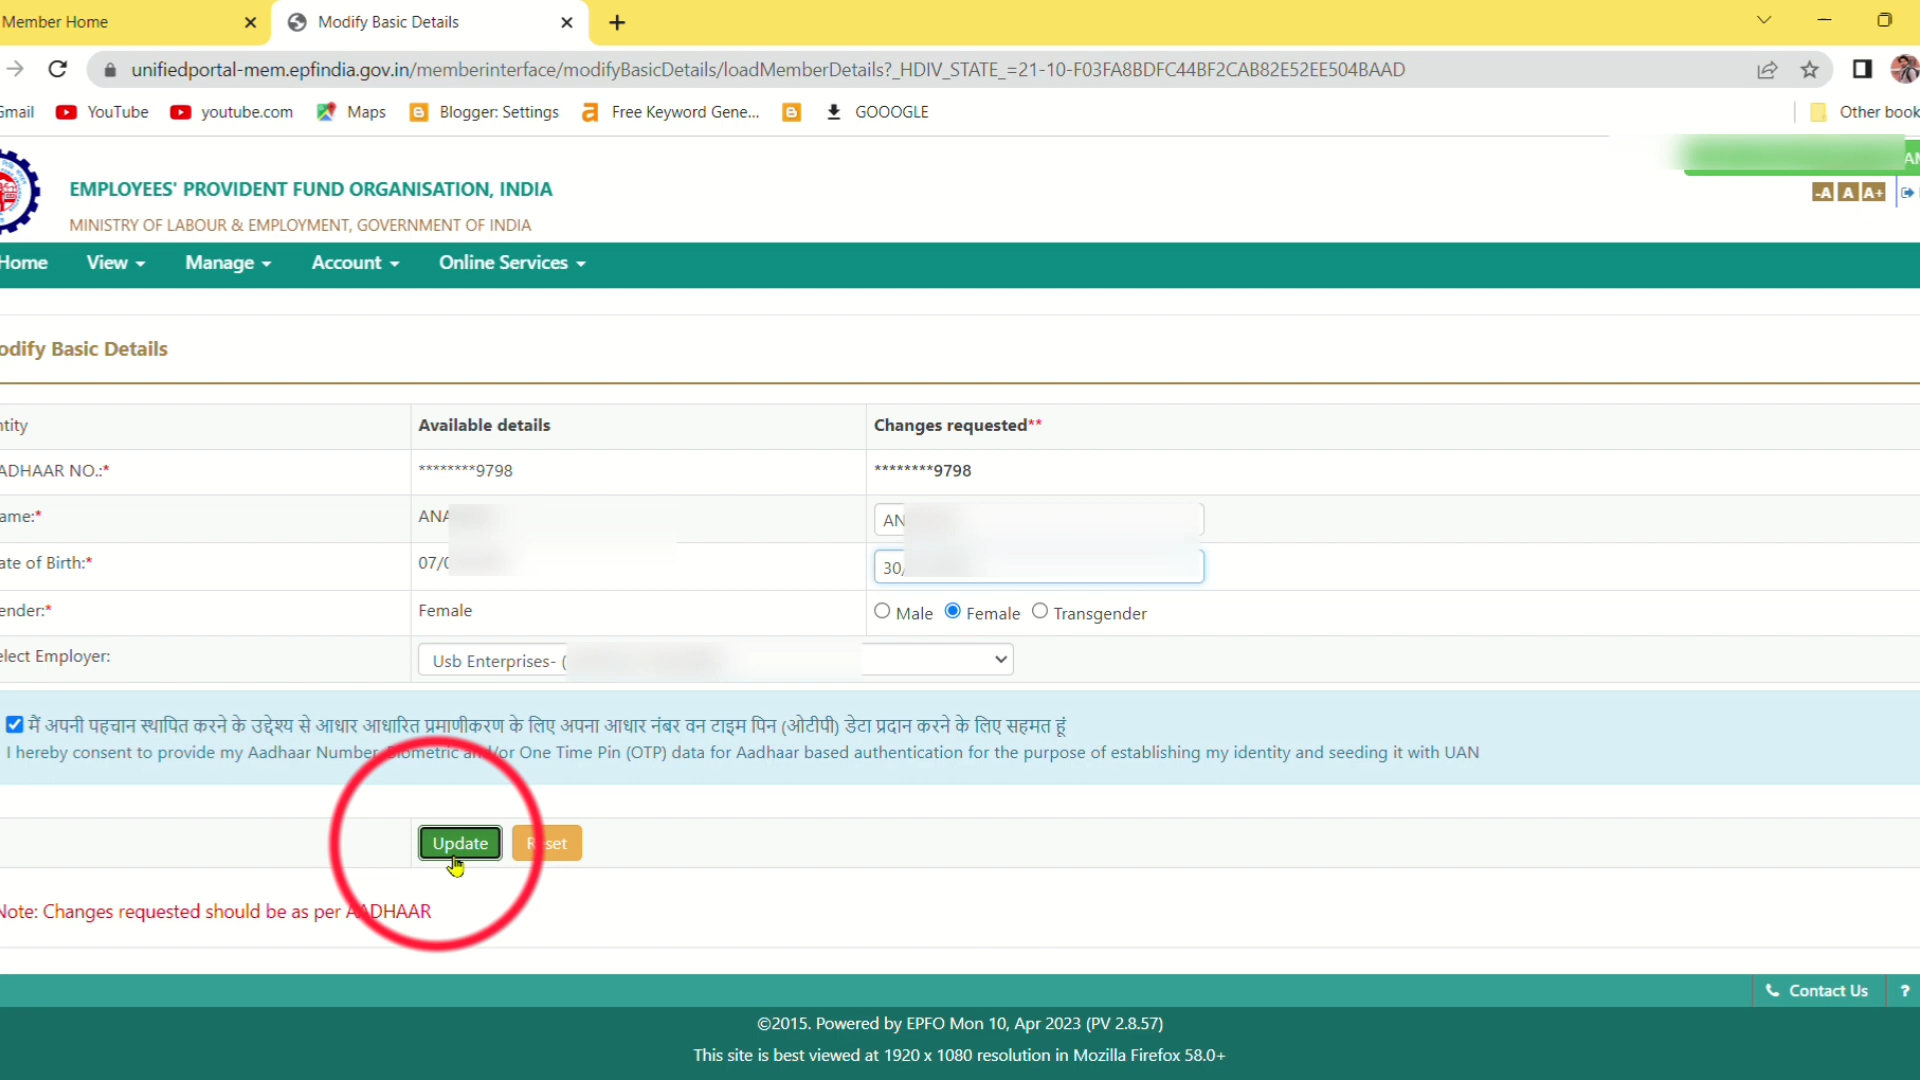 Member Home
Modify Basic Details
unifiedportal-mem.epfindia.gov.in/memberinterface/modifyBasicDetails/loadMemberDetails?_HDIV_STATE_=21-10-F03FA8BDFC44BF2CAB82E52EE504BAAD
Gmail YouTube youtube.com Maps Blogger: Settings Free Keyword Gene... GOOOGLE Other book
EMPLOYEES' PROVIDENT FUND ORGANISATION, INDIA
-A A A+
MINISTRY OF LABOUR & EMPLOYMENT, GOVERNMENT OF INDIA
Home View Manage Account Online Services
odify Basic Details
ntity Available details Changes requested**
ADHAAR NO.:* ********9798 ********9798
ame:* ANA AN
ate of Birth:* 07/0 30/
ender:* Female Male Female Transgender
elect Employer: Usb Enterprises- (
मैं अपनी पहचान स्थापित करने के उद्देश्य से आधार आधारित प्रमाणीकरण के लिए अपना आधार नंबर वन टाइम पिन (ओटीपी) डेटा प्रदान करने के लिए सहमत हूं
I hereby consent to provide my Aadhaar Number, Biometric and/or One Time Pin (OTP) data for Aadhaar based authentication for the purpose of establishing my identity and seeding it with UAN
Update Reset
Note: Changes requested should be as per AADHAAR
Contact Us ?
©2015. Powered by EPFO Mon 10, Apr 2023 (PV 2.8.57)
This site is best viewed at 1920 x 1080 resolution in Mozilla Firefox 58.0+